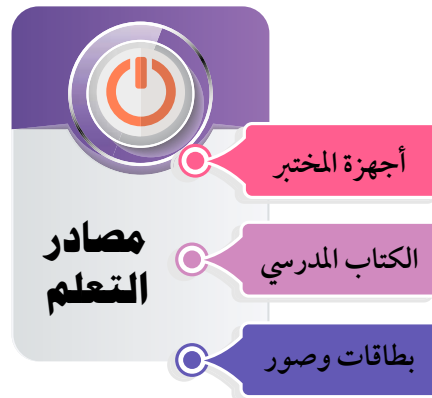 مصادر
التعلم
أجهزة المختبر
الكتاب المدرسي
بطاقات وصور